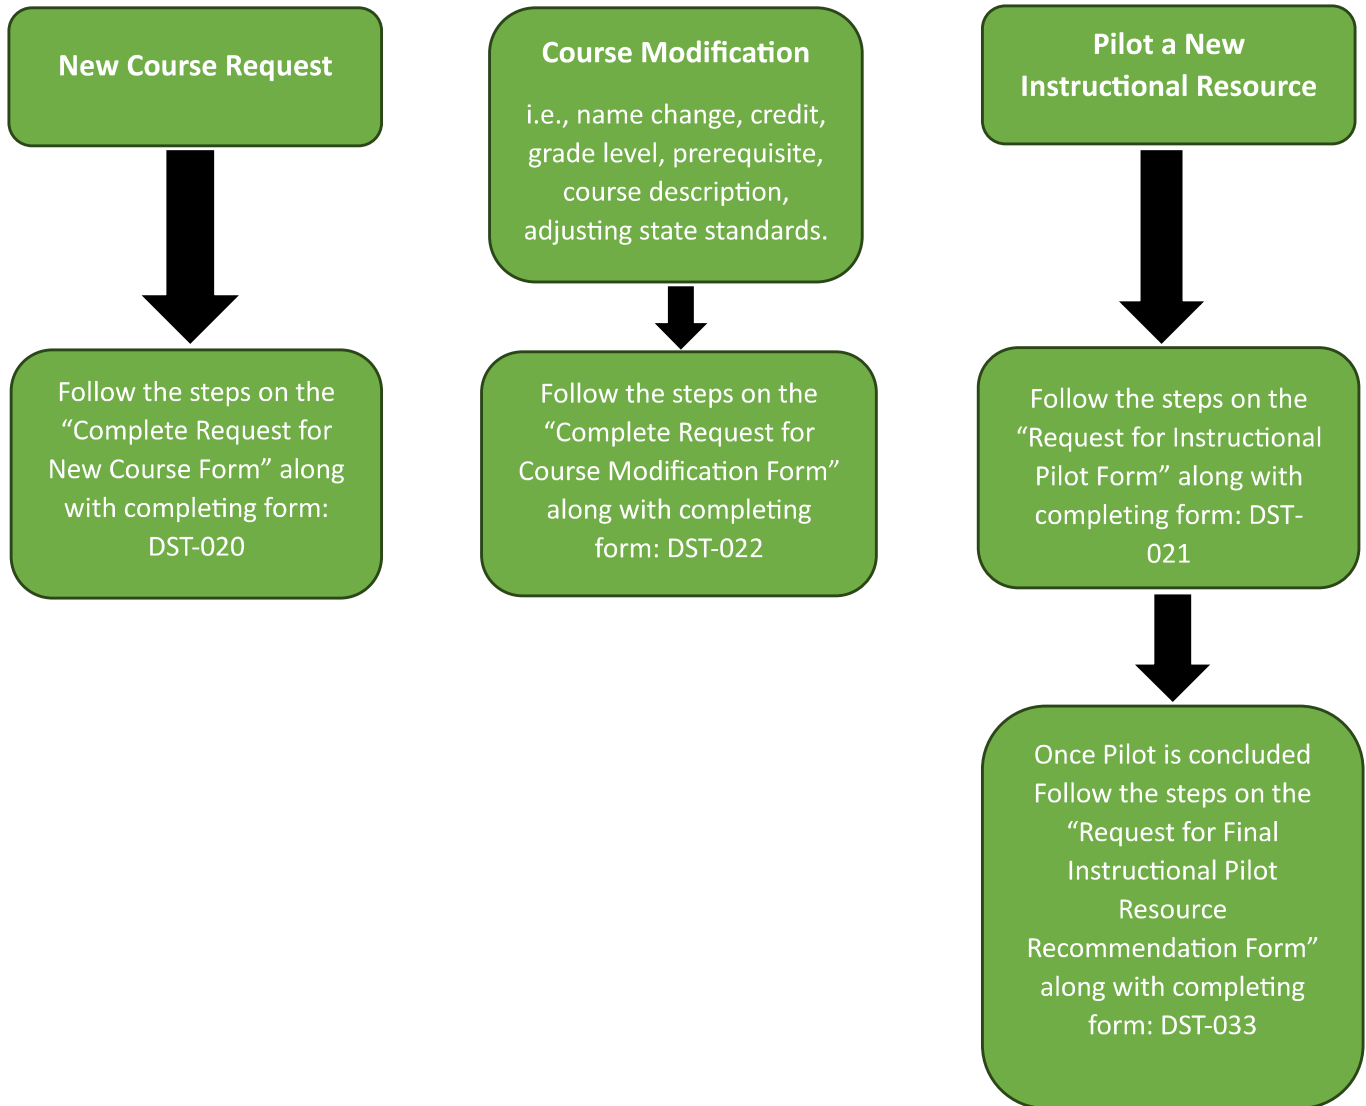 New Course Request
Follow the steps on the
“Complete Request for
New Course Form” along
with completing form:
DST-020
Course Modification
i.e., name change, credit,
grade level, prerequisite,
course description,
adjusting state standards.
Follow the steps on the
“Complete Request for
Course Modification Form”
along with completing
form: DST-022
Pilot a New
Instructional Resource
Follow the steps on the
“Request for Instructional
Pilot Form” along with
completing form: DST-
021
Once Pilot is concluded
Follow the steps on the
“Request for Final
Instructional Pilot
Resource
Recommendation Form”
along with completing
form: DST-033